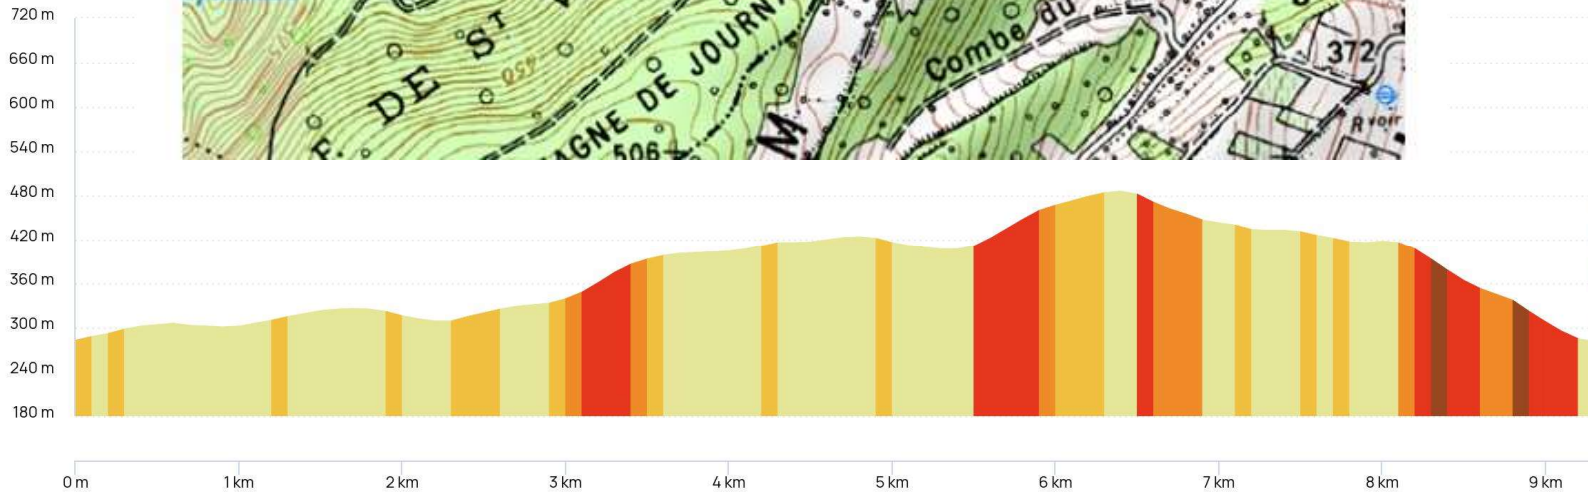 720 m
660 m
600 m
540 m
480 m
420 m
360 m
300 m
240 m
180 m
DE Sᵀ
450
AGNE DE JOURN
506
M
Combe du
372
Rᵛᵒⁱʳ
0 m
1 km
2 km
3 km
4 km
5 km
6 km
7 km
8 km
9 km